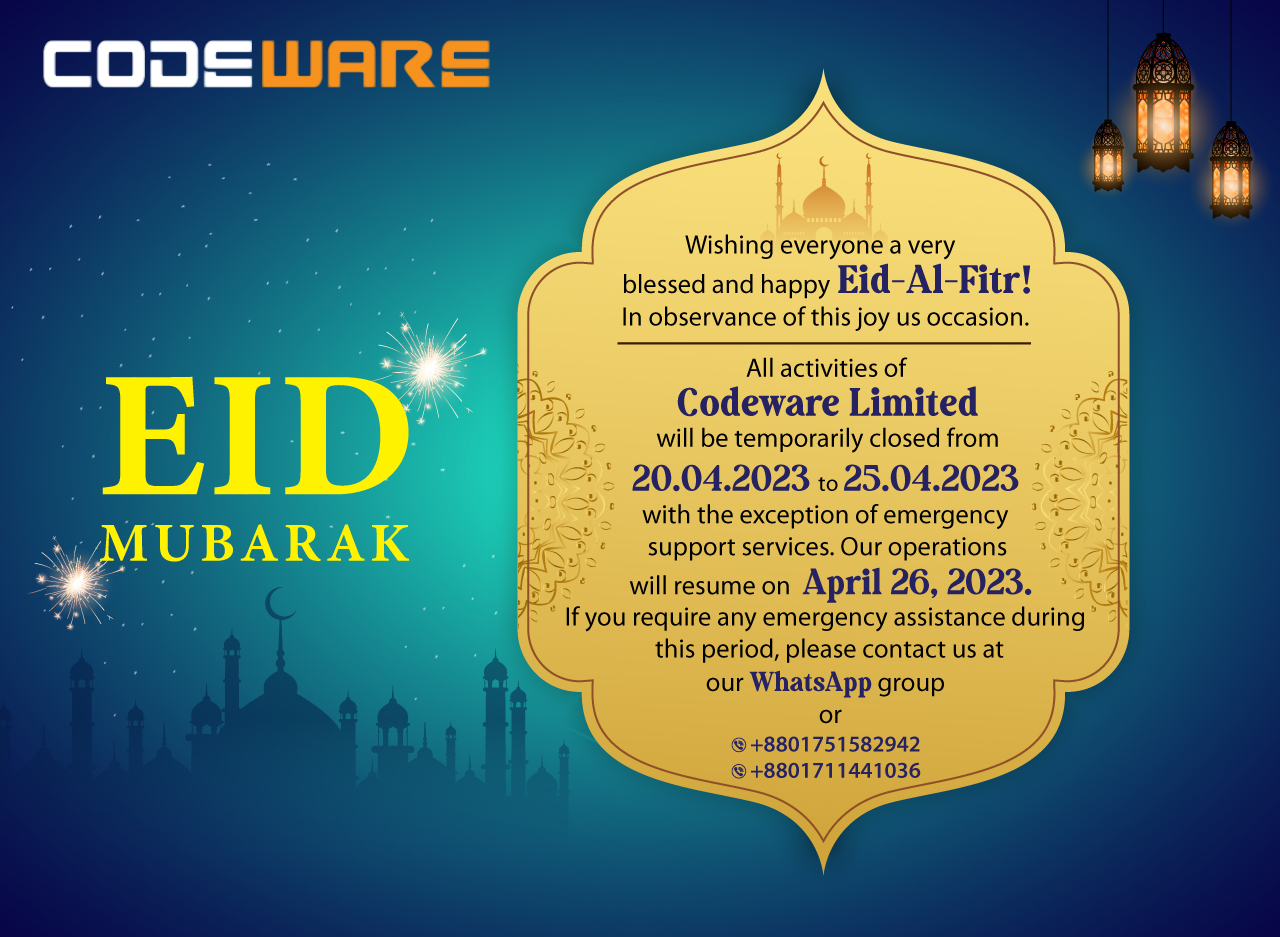 CODEWARE
EID
MUBARAK
Wishing everyone a very
blessed and happy Eid-Al-Fitr!
In observance of this joy us occasion.
All activities of
Codeware Limited
will be temporarily closed from
20.04.2023 to 25.04.2023
with the exception of emergency
support services. Our operations
will resume on April 26, 2023.
If you require any emergency assistance during
this period, please contact us at
our WhatsApp group
or
+8801751582942
+8801711441036